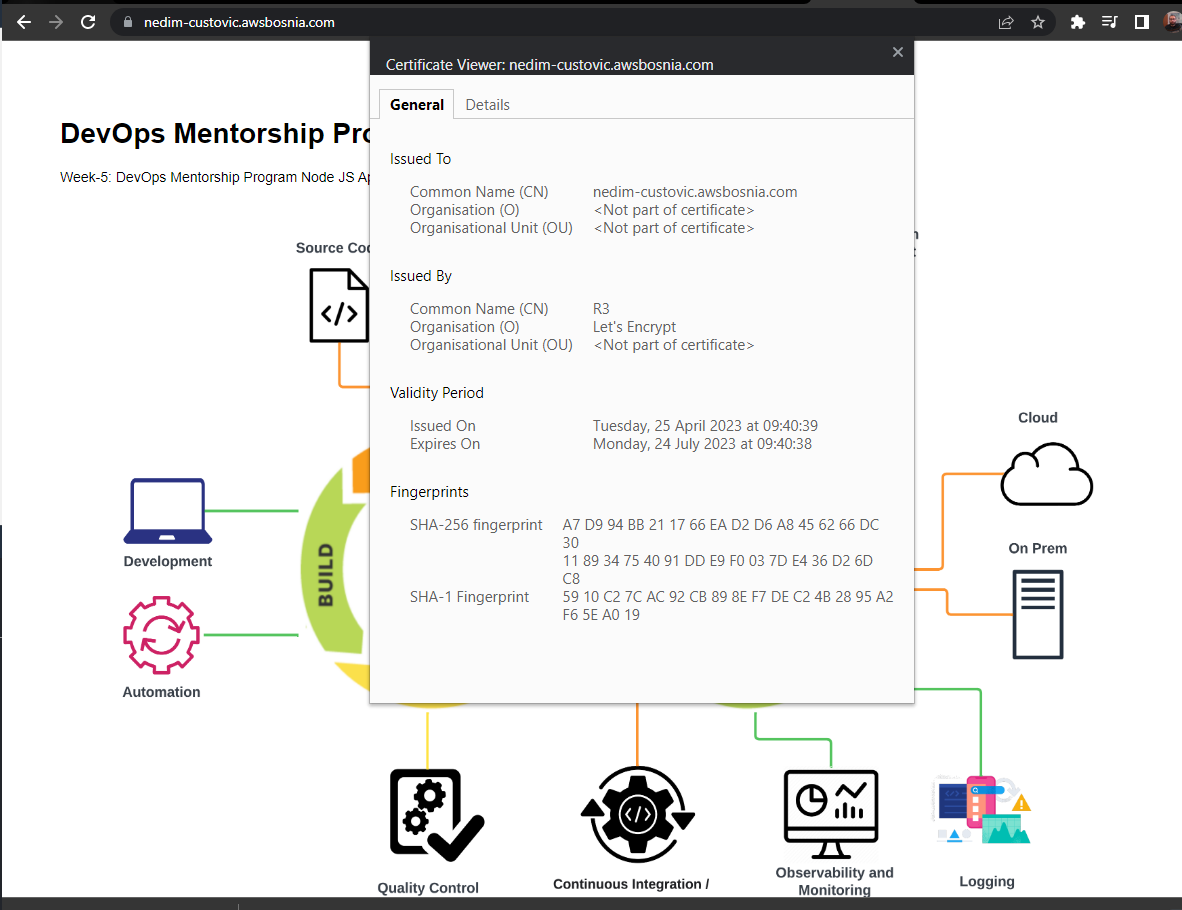 nedim-custovic.awsbosnia.com
Certificate Viewer: nedim-custovic.awsbosnia.com
General Details
DevOps Mentorship
Week-5: DevOps Mentorship Program Node JS
Issued To
Common Name (CN) nedim-custovic.awsbosnia.com
Organisation (O) <Not part of certificate>
Organisational Unit (OU) <Not part of certificate>
Source
Issued By
Common Name (CN) R3
Organisation (O) Let's Encrypt
Organisational Unit (OU) <Not part of certificate>
</>
Validity Period
Issued On Tuesday, 25 April 2023 at 09:40:39
Expires On Monday, 24 July 2023 at 09:40:38
Fingerprints
SHA-256 fingerprint A7 D9 94 BB 21 17 66 EA D2 D6 A8 45 62 66 DC
30
11 89 34 75 40 91 DD E9 F0 03 7D E4 36 D2 6D
C8
SHA-1 Fingerprint 59 10 C2 7C AC 92 CB 89 8E F7 DE C2 4B 28 95 A2
F6 5E A0 19
Cloud
On Prem
Development
BUILD
Automation
</>
Quality Control
Continuous Integration /
Observability and
Monitoring
Logging